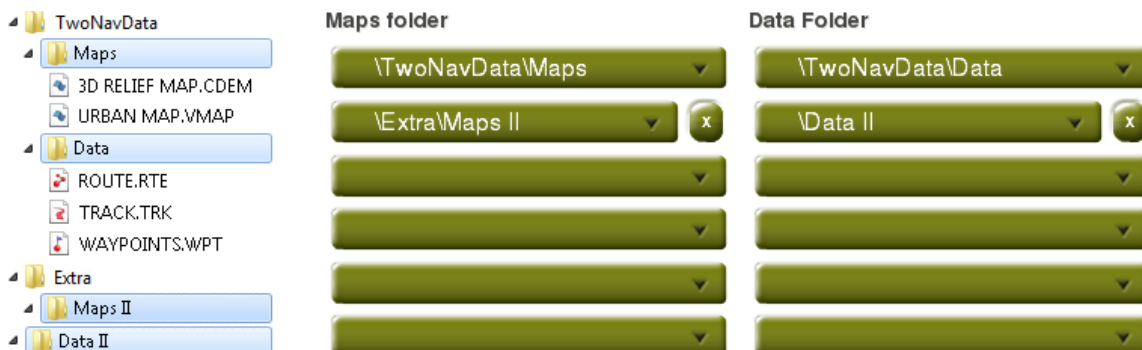 TwoNavData
Maps
3D RELIEF MAP.CDEM
URBAN MAP.VMAP
Data
ROUTE.RTE
TRACK.TRK
WAYPOINTS.WPT
Extra
Maps II
Data II
Maps folder
\TwoNavData\Maps
\Extra\Maps II
x
Data Folder
\TwoNavData\Data
\Data II
x